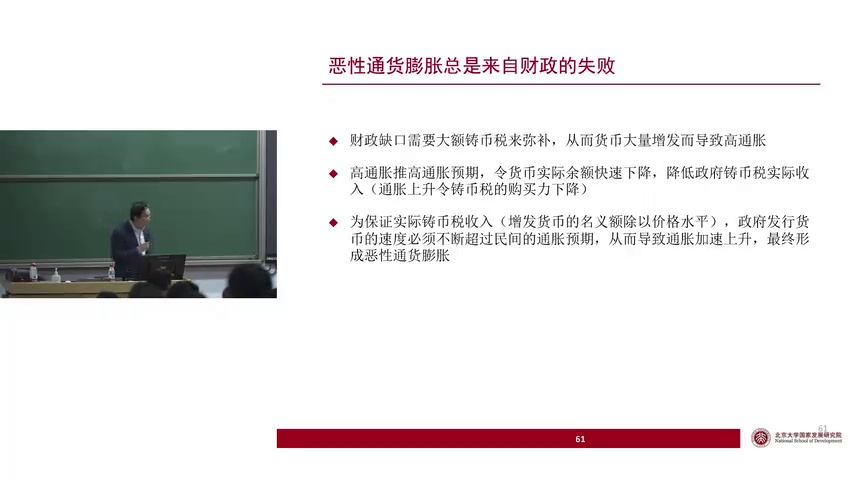 恶性通货膨胀总是来自财政的失败
财政缺口需要大额铸币税来弥补，从而货币大量增发而导致高通胀
高通胀推高通胀预期，令货币实际余额快速下降，降低政府铸币税实际收
入（通胀上升令铸币税的购买力下降）
为保证实际铸币税收入（增发货币的名义额除以价格水平），政府发行货
币的速度必须不断超过民间的通胀预期，从而导致通胀加速上升，最终形
成恶性通货膨胀
61
61
北京大学国家发展研究院
National School of Development